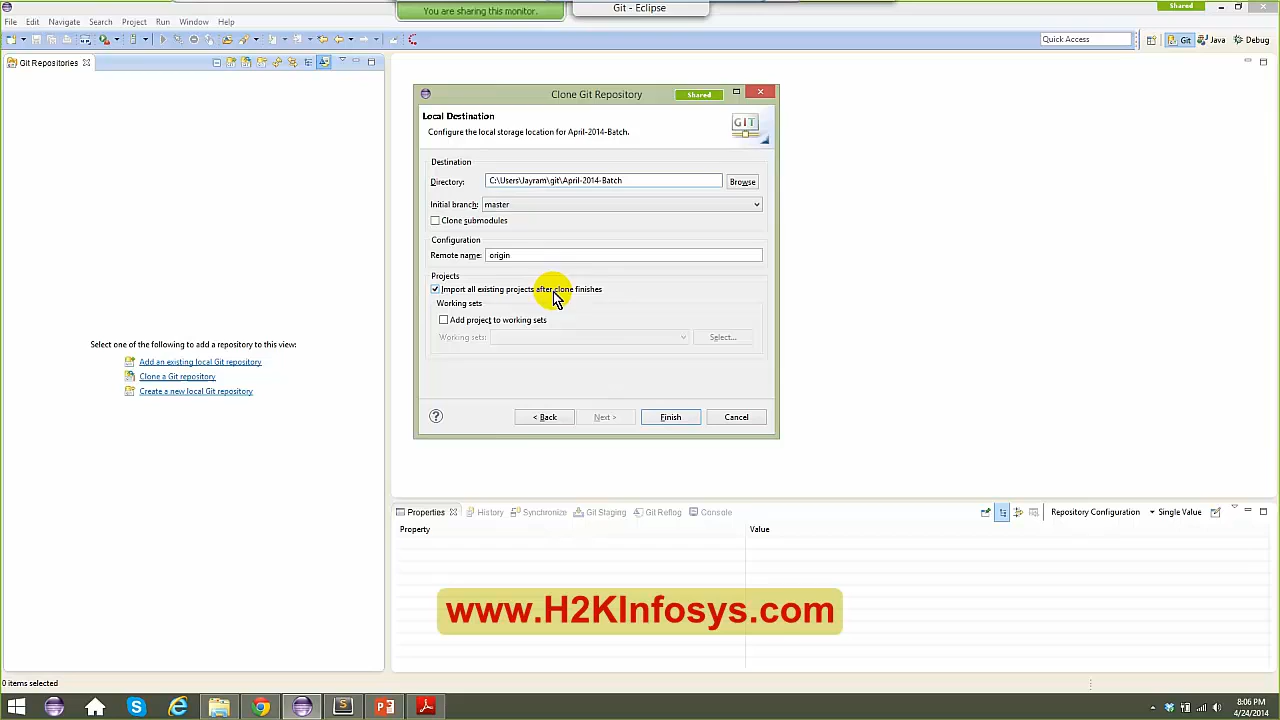 You are sharing this monitor.
Git - Eclipse
Shared
File Edit Navigate Search Project Run Window Help
Quick Access
Git
Java
Debug
Git Repositories
Clone Git Repository
Shared
Local Destination
Configure the local storage location for April-2014-Batch.
GIT
Destination
Directory: C:\Users\Jayram\git\April-2014-Batch Browse
Initial branch: master
Clone submodules
Configuration
Remote name: origin
Projects
Import all existing projects after clone finishes
Working sets
Add project to working sets
Working sets: Select...
< Back Next > Finish Cancel
Select one of the following to add a repository to this view:
Add an existing local Git repository
Clone a Git repository
Create a new local Git repository
Properties History Synchronize Git Staging Git Reflog Console
Repository Configuration Single Value
Property Value
www.H2KInfosys.com
0 items selected
8:06 PM
4/24/2014